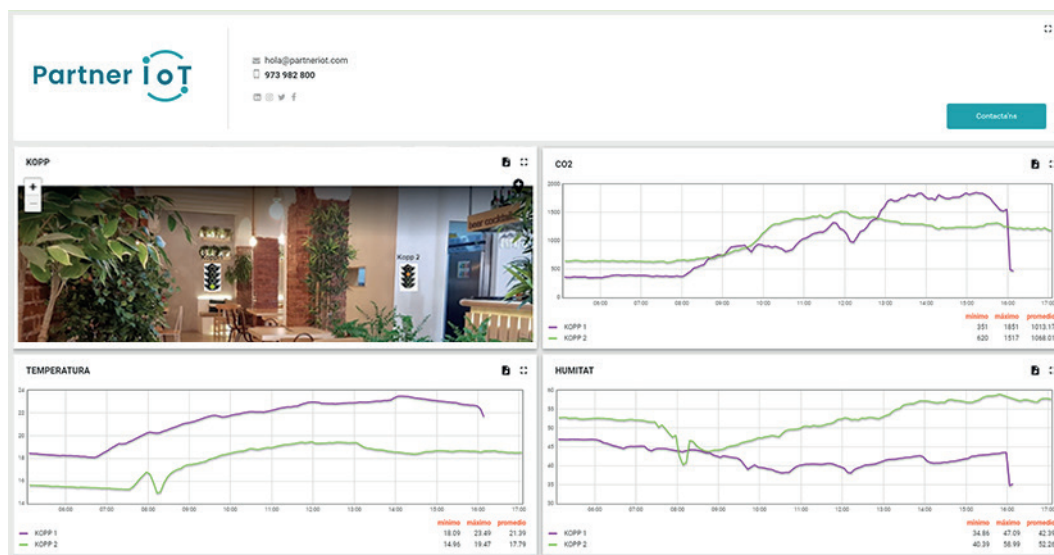 Partner IoT
hola@partneriot.com
973 982 800
Contacta'ns
KOPP
+
−
beer cocktails
Kopp 2
CO2
2000
1500
1000
500
0
06:00 07:00 08:00 09:00 10:00 11:00 12:00 13:00 14:00 15:00 16:00 17:00
mínimo máximo promedio
KOPP 1 351 1851 1013.17
KOPP 2 620 1517 1068.01
TEMPERATURA
24
22
20
18
16
14
06:00 07:00 08:00 09:00 10:00 11:00 12:00 13:00 14:00 15:00 16:00 17:00
mínimo máximo promedio
KOPP 1 18.09 23.49 21.39
KOPP 2 14.96 19.47 17.79
HUMITAT
60
55
50
45
40
35
30
06:00 07:00 08:00 09:00 10:00 11:00 12:00 13:00 14:00 15:00 16:00 17:00
mínimo máximo promedio
KOPP 1 34.86 47.09 42.39
KOPP 2 40.39 58.99 52.26